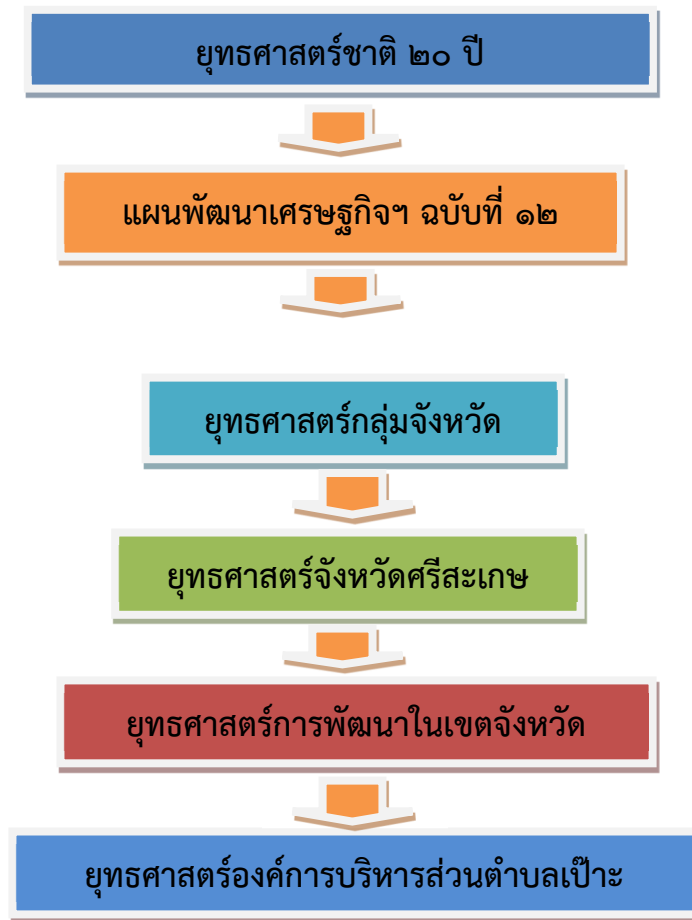 ยุทธศาสตร์ชาติ ๒๐ ปี
แผนพัฒนาเศรษฐกิจฯ ฉบับที่ ๑๒
ยุทธศาสตร์กลุ่มจังหวัด
ยุทธศาสตร์จังหวัดศรีสะเกษ
ยุทธศาสตร์การพัฒนาในเขตจังหวัด
ยุทธศาสตร์องค์การบริหารส่วนตำบลเป๊าะ